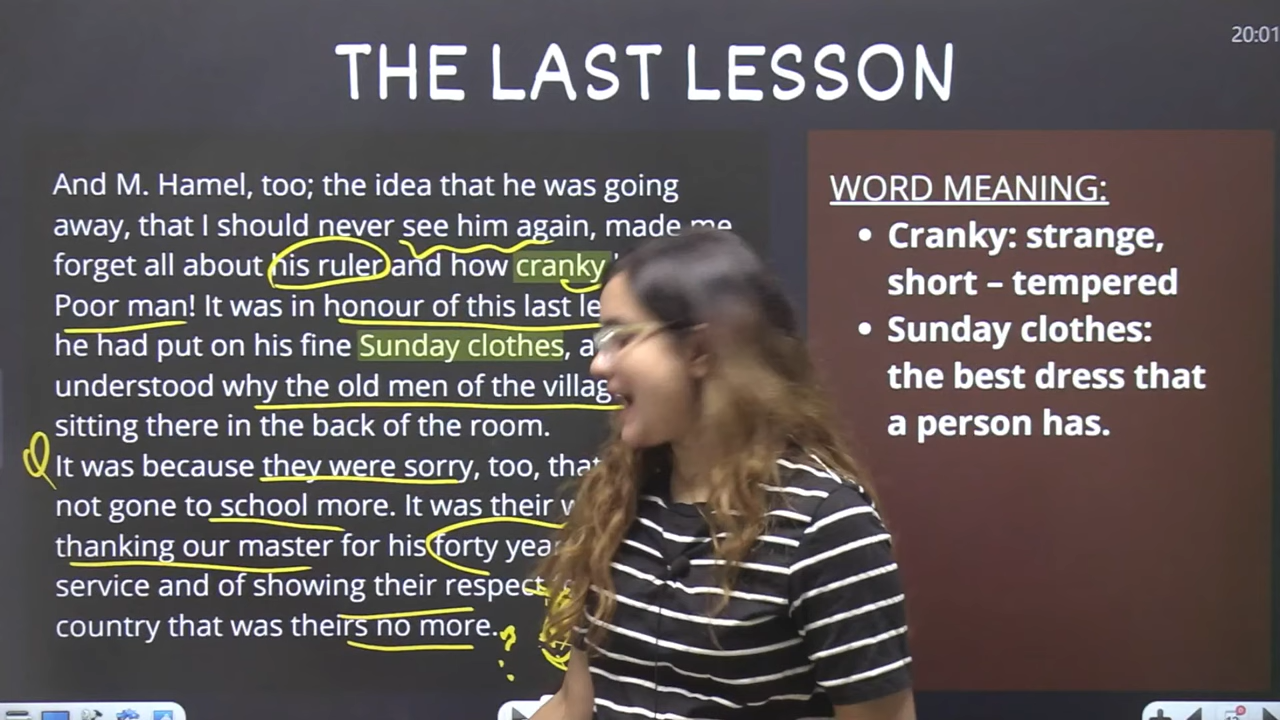 20:01
THE LAST LESSON
And M. Hamel, too; the idea that he was going
away, that I should never see him again, made me
forget all about his ruler and how cranky
Poor man! It was in honour of this last
he had put on his fine Sunday clothes,
understood why the old men of the
sitting there in the back of the room.
It was because they were sorry, too,
not gone to school more. It was their
thanking our master for his forty
service and of showing their respect
country that was theirs no more.
?
WORD MEANING:
• Cranky: strange,
short – tempered
• Sunday clothes:
the best dress that
a person has.